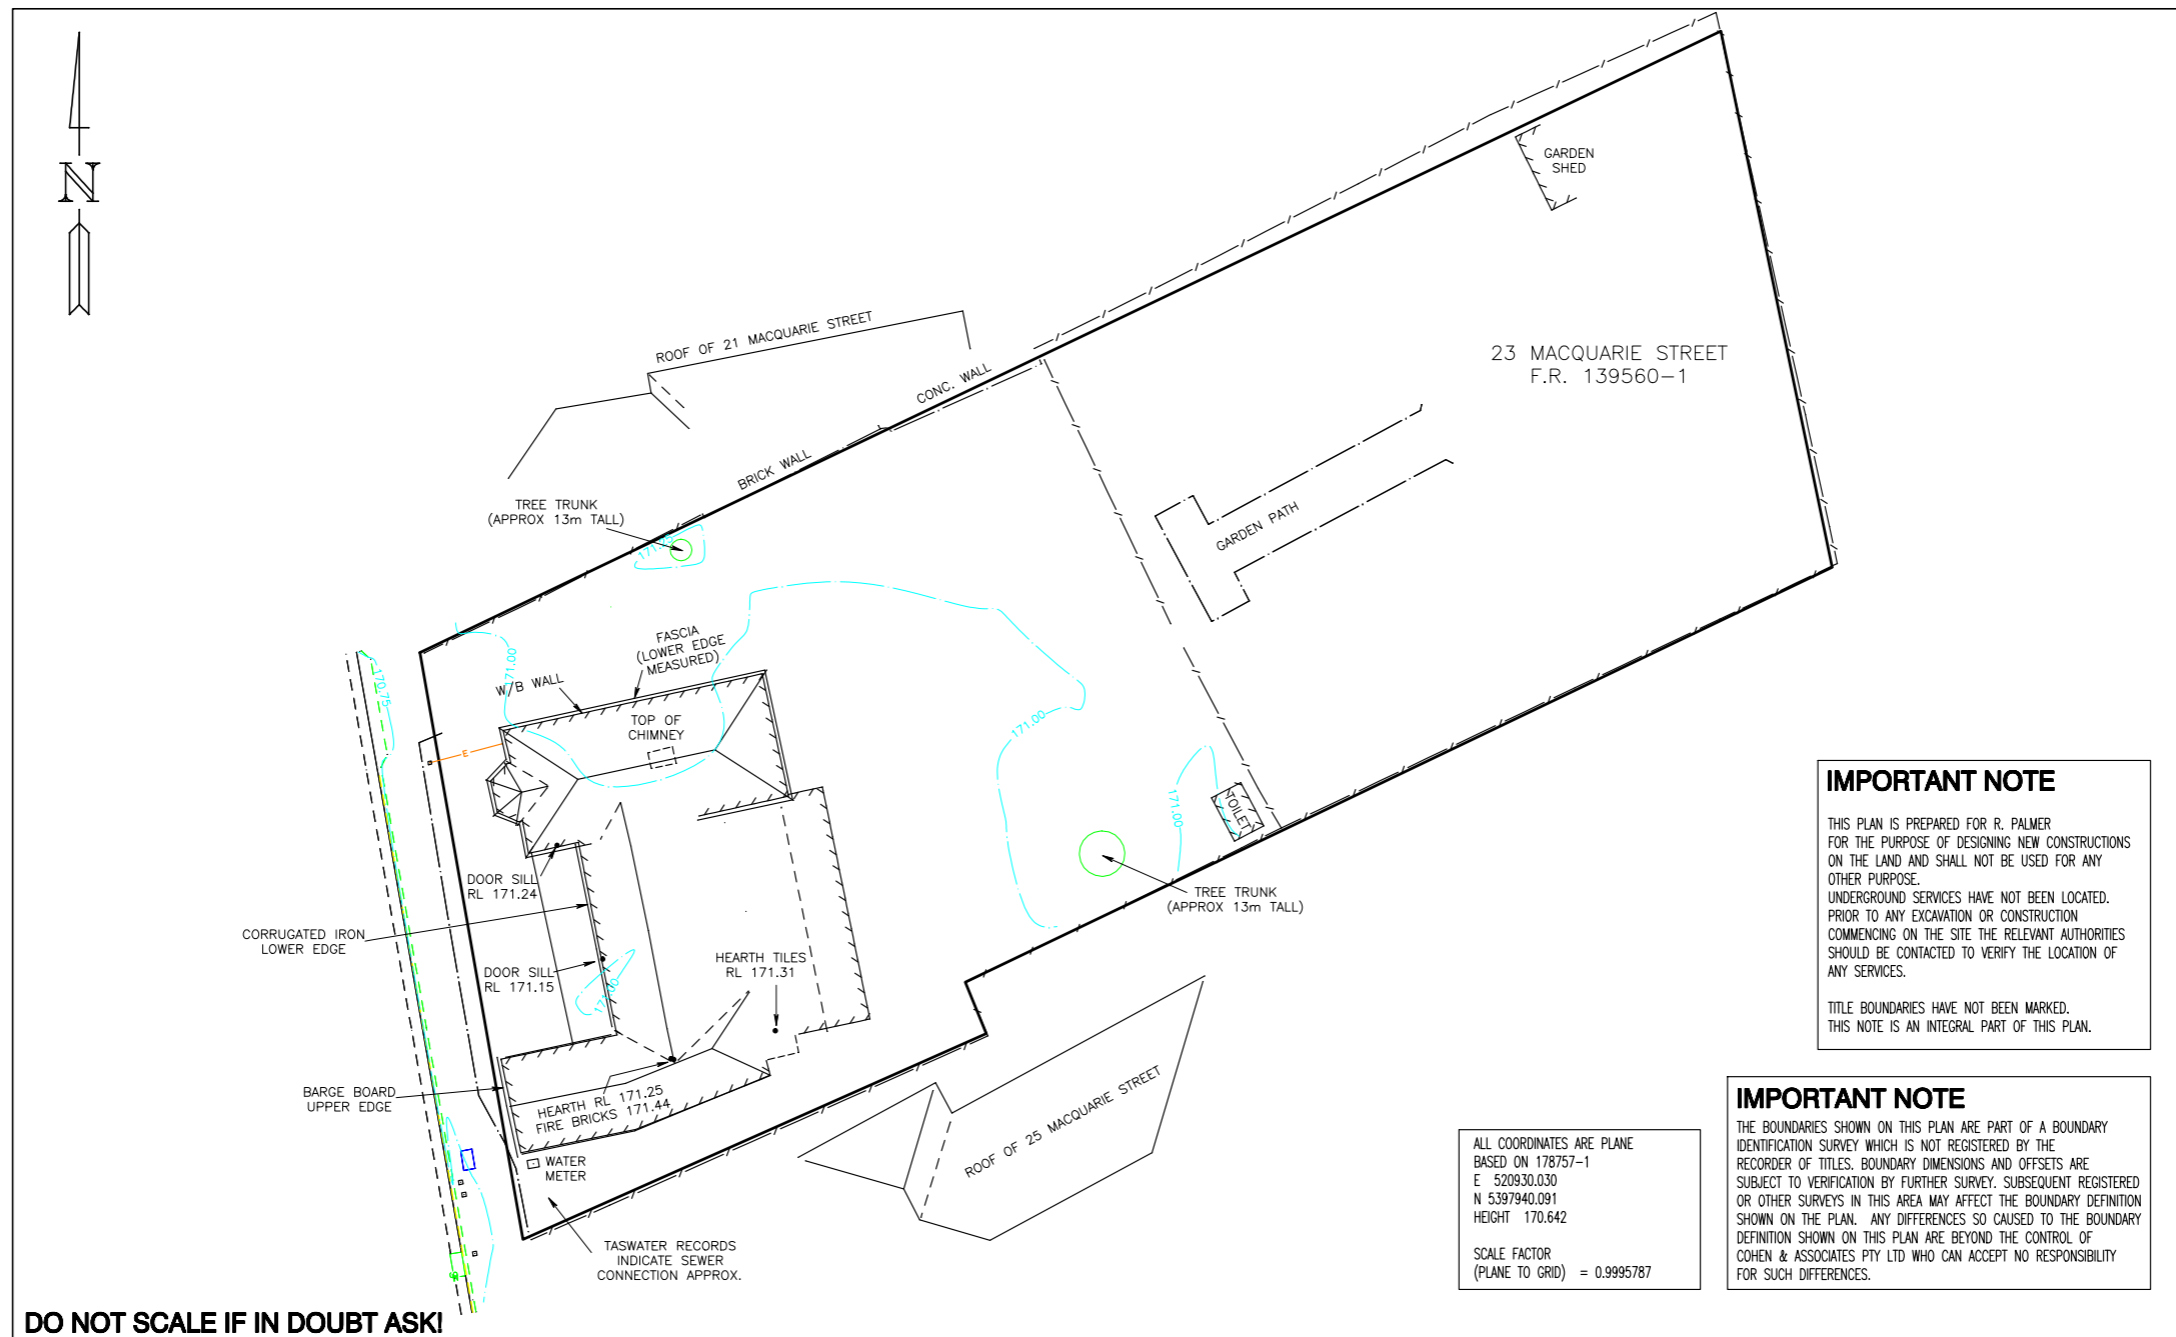 N
GARDEN
SHED
ROOF OF 21 MACQUARIE STREET
23 MACQUARIE STREET
F.R. 139560-1
CONC. WALL
BRICK WALL
TREE TRUNK
(APPROX 13m TALL)
171.25
GARDEN PATH
FASCIA
(LOWER EDGE
MEASURED)
171.00
170.75
W/B WALL
TOP OF
CHIMNEY
171.00
E
171.00
TOILET
DOOR SILL
RL 171.24
TREE TRUNK
(APPROX 13m TALL)
CORRUGATED IRON
LOWER EDGE
HEARTH TILES
RL 171.31
DOOR SILL
RL 171.15
171.00
BARGE BOARD
UPPER EDGE
HEARTH RL 171.25
FIRE BRICKS 171.44
ROOF OF 25 MACQUARIE STREET
WATER
METER
TASWATER RECORDS
INDICATE SEWER
CONNECTION APPROX.
IMPORTANT NOTE
THIS PLAN IS PREPARED FOR R. PALMER
FOR THE PURPOSE OF DESIGNING NEW CONSTRUCTIONS
ON THE LAND AND SHALL NOT BE USED FOR ANY
OTHER PURPOSE.
UNDERGROUND SERVICES HAVE NOT BEEN LOCATED.
PRIOR TO ANY EXCAVATION OR CONSTRUCTION
COMMENCING ON THE SITE THE RELEVANT AUTHORITIES
SHOULD BE CONTACTED TO VERIFY THE LOCATION OF
ANY SERVICES.
TITLE BOUNDARIES HAVE NOT BEEN MARKED.
THIS NOTE IS AN INTEGRAL PART OF THIS PLAN.
ALL COORDINATES ARE PLANE
BASED ON 178757-1
E 520930.030
N 5397940.091
HEIGHT 170.642
SCALE FACTOR
(PLANE TO GRID) = 0.9995787
IMPORTANT NOTE
THE BOUNDARIES SHOWN ON THIS PLAN ARE PART OF A BOUNDARY
IDENTIFICATION SURVEY WHICH IS NOT REGISTERED BY THE
RECORDER OF TITLES. BOUNDARY DIMENSIONS AND OFFSETS ARE
SUBJECT TO VERIFICATION BY FURTHER SURVEY. SUBSEQUENT REGISTERED
OR OTHER SURVEYS IN THIS AREA MAY AFFECT THE BOUNDARY DEFINITION
SHOWN ON THE PLAN. ANY DIFFERENCES SO CAUSED TO THE BOUNDARY
DEFINITION SHOWN ON THIS PLAN ARE BEYOND THE CONTROL OF
COHEN & ASSOCIATES PTY LTD WHO CAN ACCEPT NO RESPONSIBILITY
FOR SUCH DIFFERENCES.
DO NOT SCALE IF IN DOUBT ASK!